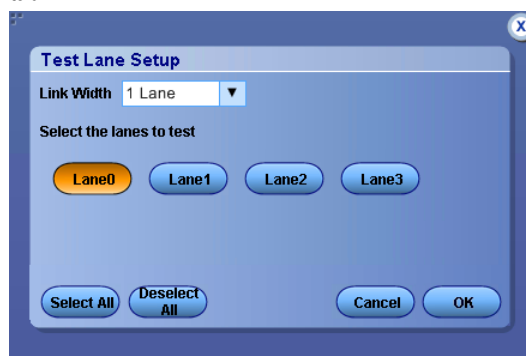 X
Test Lane Setup
Link Width 1 Lane ▼
Select the lanes to test
Lane0 Lane1 Lane2 Lane3
Select All Deselect All Cancel OK